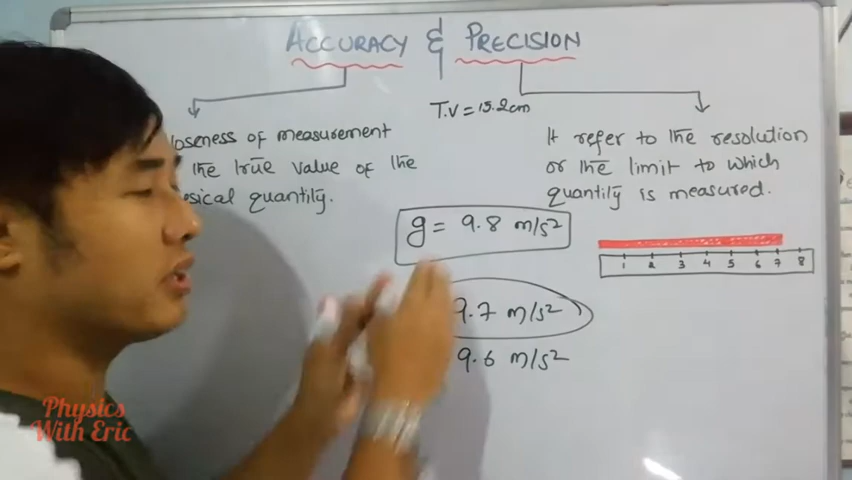 ACCURACY & PRECISION
T.V = 15.2cm
loseness of measurement
the true value of the
sical quantity.
It refer to the resolution
or the limit to which
quantity is measured.
g = 9.8 m/s²
9.7 m/s²
9.6 m/s²
1 2 3 4 5 6 7 8
Physics
With Eric